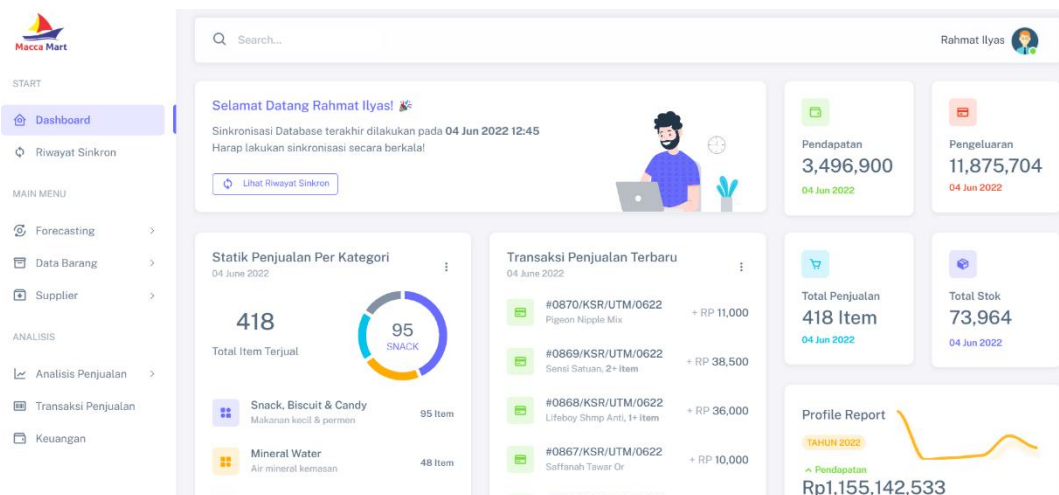 Macca Mart
START
Dashboard
Riwayat Sinkron
MAIN MENU
Forecasting
Data Barang
Supplier
ANALISIS
Analisis Penjualan
Transaksi Penjualan
Keuangan
Search...
Rahmat Ilyas
Selamat Datang Rahmat Ilyas! 🎉
Sinkronisasi Database terakhir dilakukan pada 04 Jun 2022 12:45
Harap lakukan sinkronisasi secara berkala!
Lihat Riwayat Sinkron
Pendapatan
3,496,900
04 Jun 2022
Pengeluaran
11,875,704
04 Jun 2022
Statik Penjualan Per Kategori
04 June 2022
418
Total Item Terjual
95
SNACK
Snack, Biscuit & Candy
Makanan kecil & permen
95 Item
Mineral Water
Air mineral kemasan
48 Item
Transaksi Penjualan Terbaru
04 June 2022
#0870/KSR/UTM/0622
Pigeon Nipple Mix
+ RP 11,000
#0869/KSR/UTM/0622
Sensi Satuan, 2+ item
+ RP 38,500
#0868/KSR/UTM/0622
Lifeboy Shmp Anti, 1+ item
+ RP 36,000
#0867/KSR/UTM/0622
Saffanah Tawar Or
+ RP 10,000
Total Penjualan
418 Item
04 Jun 2022
Total Stok
73,964
04 Jun 2022
Profile Report
TAHUN 2022
Pendapatan
Rp1,155,142,533